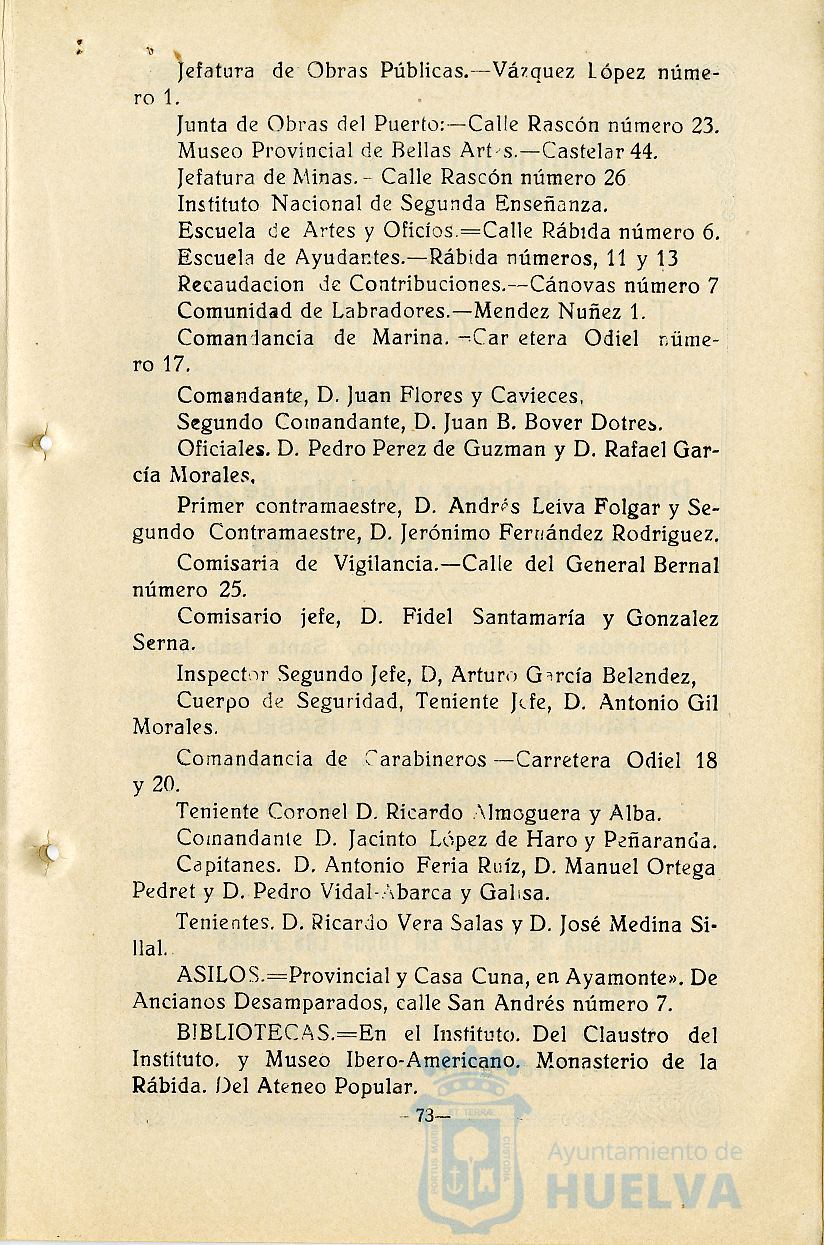 Jefatura de Obras Públicas.—Vázquez López núme-
ro 1.
Junta de Obras del Puerto:—Calle Rascón número 23.
Museo Provincial de Bellas Artes.—Castelar 44.
Jefatura de Minas.- Calle Rascón número 26
Instituto Nacional de Segunda Enseñanza.
Escuela de Artes y Oficios.=Calle Rábida número 6.
Escuela de Ayudantes.—Rábida números, 11 y 13
Recaudacion de Contribuciones.—Cánovas número 7
Comunidad de Labradores.—Mendez Nuñez 1.
Comandancia de Marina. -Car etera Odiel núme-
ro 17.
Comandante, D. Juan Flores y Cavieces,
Segundo Comandante, D. Juan B. Bover Dotres.
Oficiales. D. Pedro Perez de Guzman y D. Rafael Gar-
cía Morales,
Primer contramaestre, D. Andrés Leiva Folgar y Se-
gundo Contramaestre, D. Jerónimo Fernández Rodriguez.
Comisaria de Vigilancia.—Calle del General Bernal
número 25.
Comisario jefe, D. Fidel Santamaría y Gonzalez
Serna.
Inspector Segundo Jefe, D, Arturo García Belandez,
Cuerpo de Seguridad, Teniente Jefe, D. Antonio Gil
Morales.
Comandancia de Carabineros —Carretera Odiel 18
y 20.
Teniente Coronel D. Ricardo Almoguera y Alba.
Comandante D. Jacinto López de Haro y Peñaranda.
Capitanes. D. Antonio Feria Ruíz, D. Manuel Ortega
Pedret y D. Pedro Vidal-Abarca y Galisa.
Tenientes. D. Ricardo Vera Salas y D. José Medina Si-
llal.
ASILOS.=Provincial y Casa Cuna, en Ayamonte». De
Ancianos Desamparados, calle San Andrés número 7.
BIBLIOTECAS.=En el Instituto. Del Claustro del
Instituto. y Museo Ibero-Americano. Monasterio de la
Rábida. Del Ateneo Popular.
- 73—
PORTUS MARIS ET TERRÆ CUSTODIA
Ayuntamiento de
HUELVA